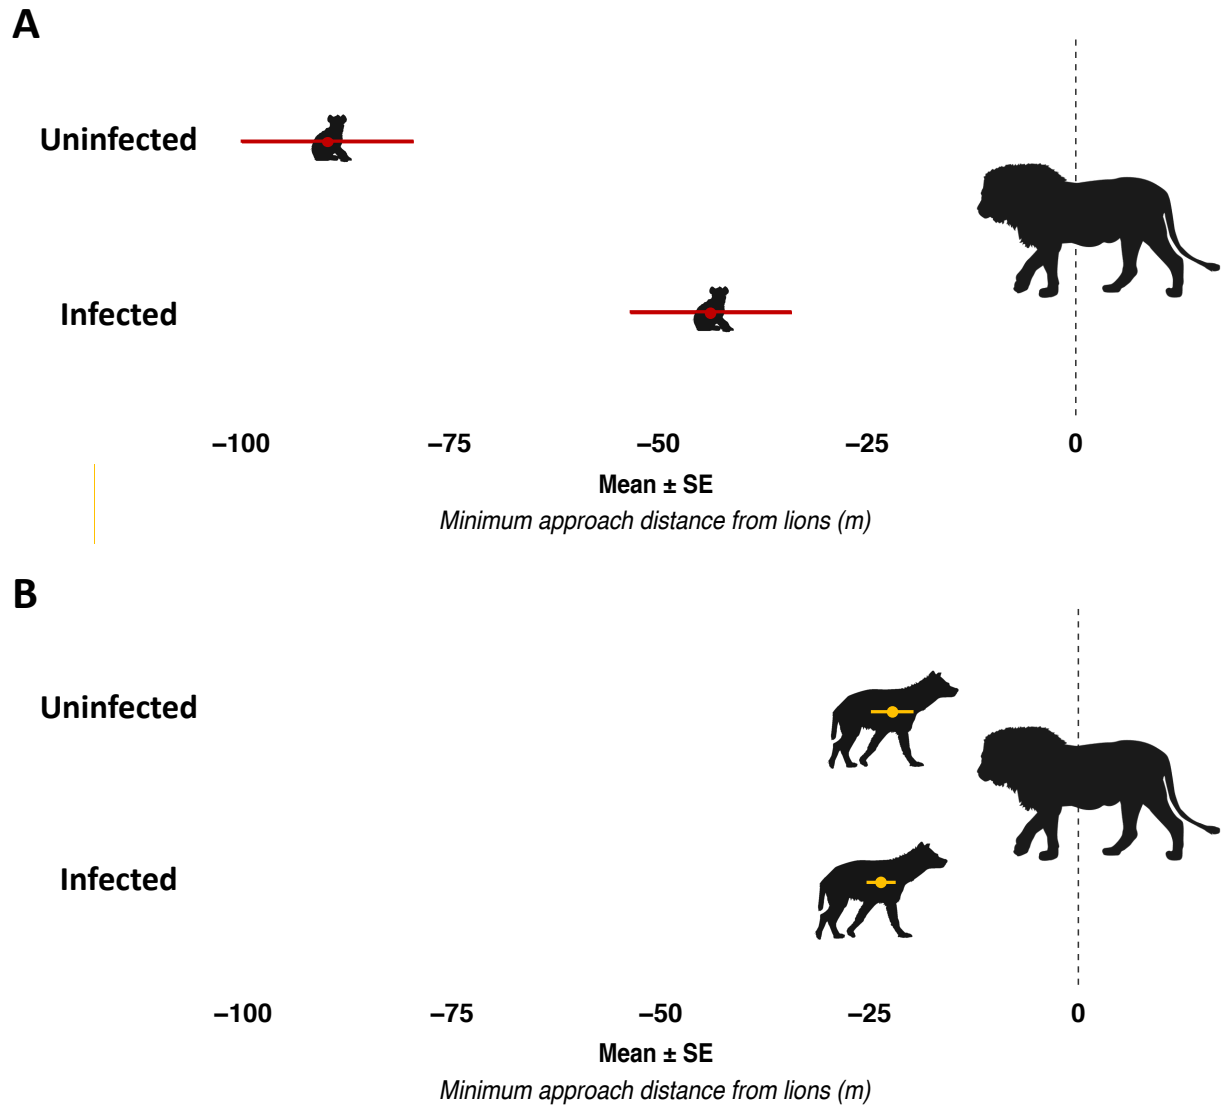 A
Uninfected
Infected
−100 −75 −50 −25 0
Mean ± SE
Minimum approach distance from lions (m)
B
Uninfected
Infected
−100 −75 −50 −25 0
Mean ± SE
Minimum approach distance from lions (m)